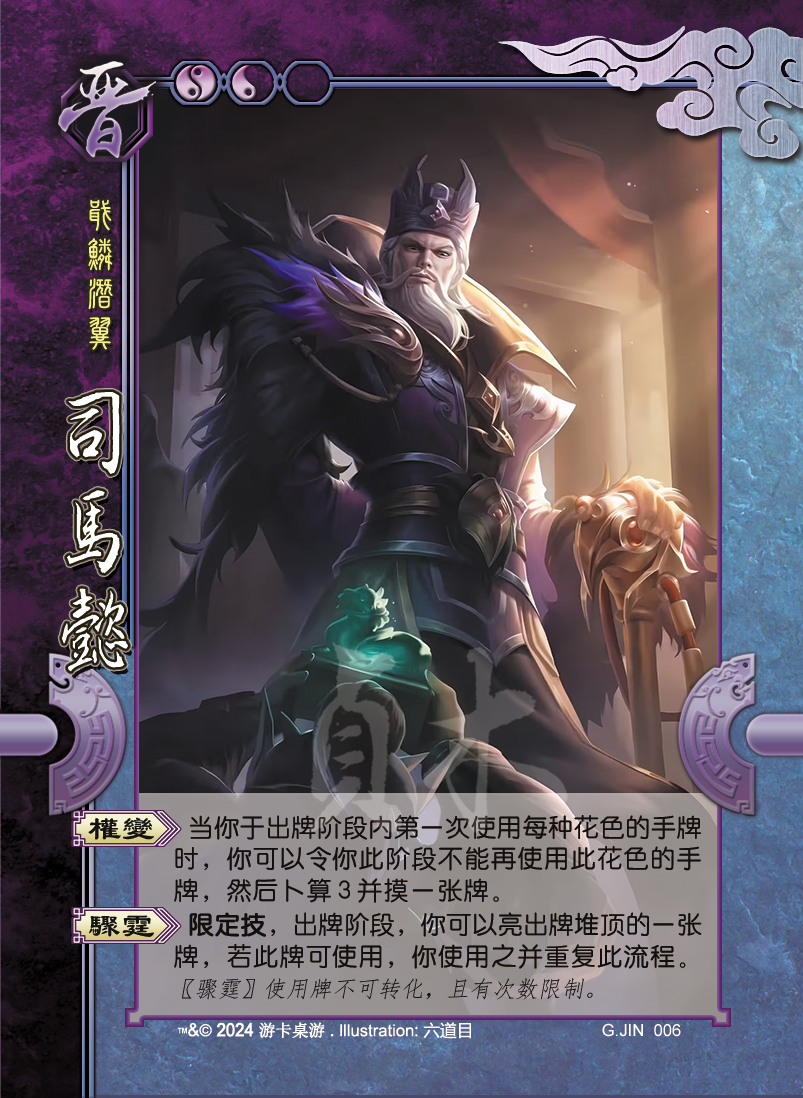 晋
戢鳞潜翼
司馬懿
贞木
權變 当你于出牌阶段内第一次使用每种花色的手牌
时，你可以令你此阶段不能再使用此花色的手
牌，然后卜算3并摸一张牌。
驟霆 限定技，出牌阶段，你可以亮出牌堆顶的一张
牌，若此牌可使用，你使用之并重复此流程。
〖骤霆〗使用牌不可转化，且有次数限制。
™&© 2024 游卡桌游 . Illustration: 六道目
G.JIN 006